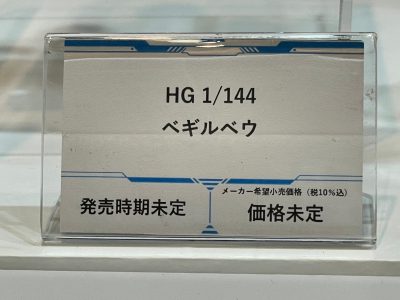 HG 1/144
ベギルベウ
発売時期未定
メーカー希望小売価格（税10％込）
価格未定